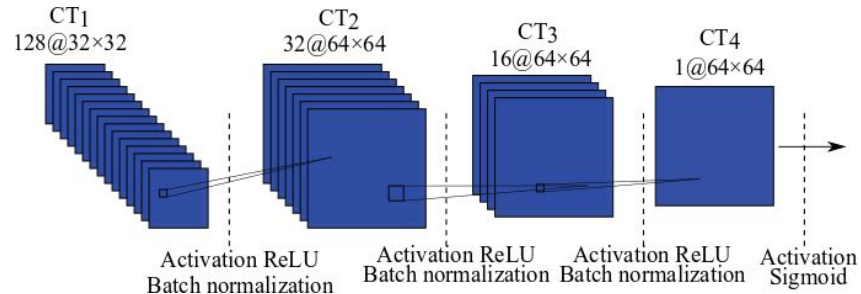 CT1
128@32×32
CT2
32@64×64
CT3
16@64×64
CT4
1@64×64
Activation ReLU
Batch normalization
Activation ReLU
Batch normalization
Activation ReLU
Batch normalization
Activation
Sigmoid